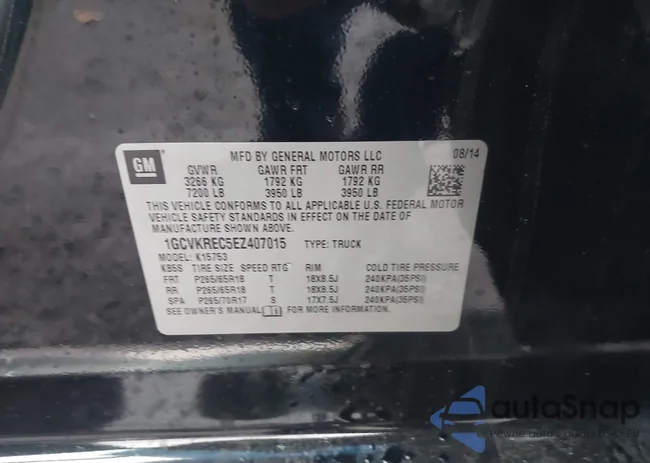 GM
MFD BY GENERAL MOTORS LLC 08/14
GVWR GAWR FRT GAWR RR
3266 KG 1792 KG 1792 KG
7200 LB 3950 LB 3950 LB
THIS VEHICLE CONFORMS TO ALL APPLICABLE U.S. FEDERAL MOTOR
VEHICLE SAFETY STANDARDS IN EFFECT ON THE DATE OF
MANUFACTURE SHOWN ABOVE.
1GCVKREC5EZ407015 TYPE: TRUCK
MODEL: K15753
KBSS TIRE SIZE SPEED RTG RIM COLD TIRE PRESSURE
FRT P265/65R18 T 18X8.5J 240KPA(35PSI)
RR P265/65R18 T 18X8.5J 240KPA(35PSI)
SPA P265/70R17 S 17X7.5J 240KPA(35PSI)
SEE OWNER'S MANUAL FOR MORE INFORMATION.
autoSnap
Pewne auto z